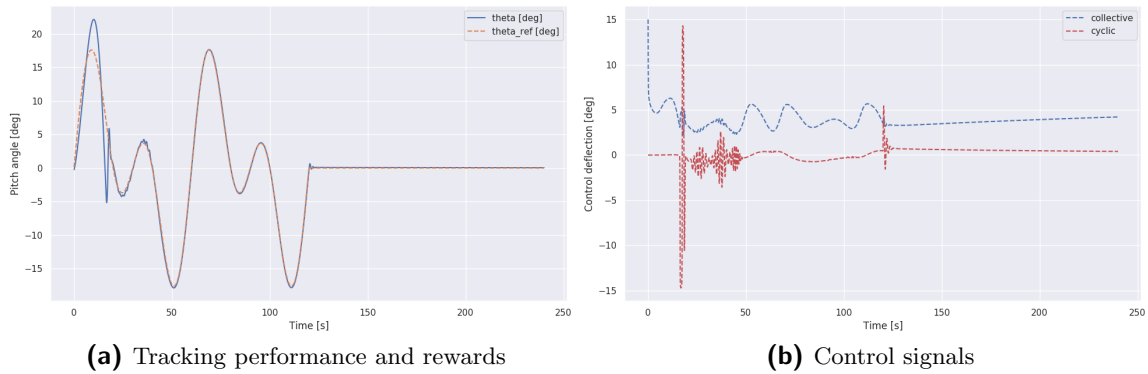 theta [deg]
theta_ref [deg]
20
15
10
5
0
−5
−10
−15
Pitch angle [deg]
0 50 100 150 200 250
Time [s]
(a) Tracking performance and rewards
collective
cyclic
15
10
5
0
−5
−10
−15
Control deflection [deg]
0 50 100 150 200 250
Time [s]
(b) Control signals